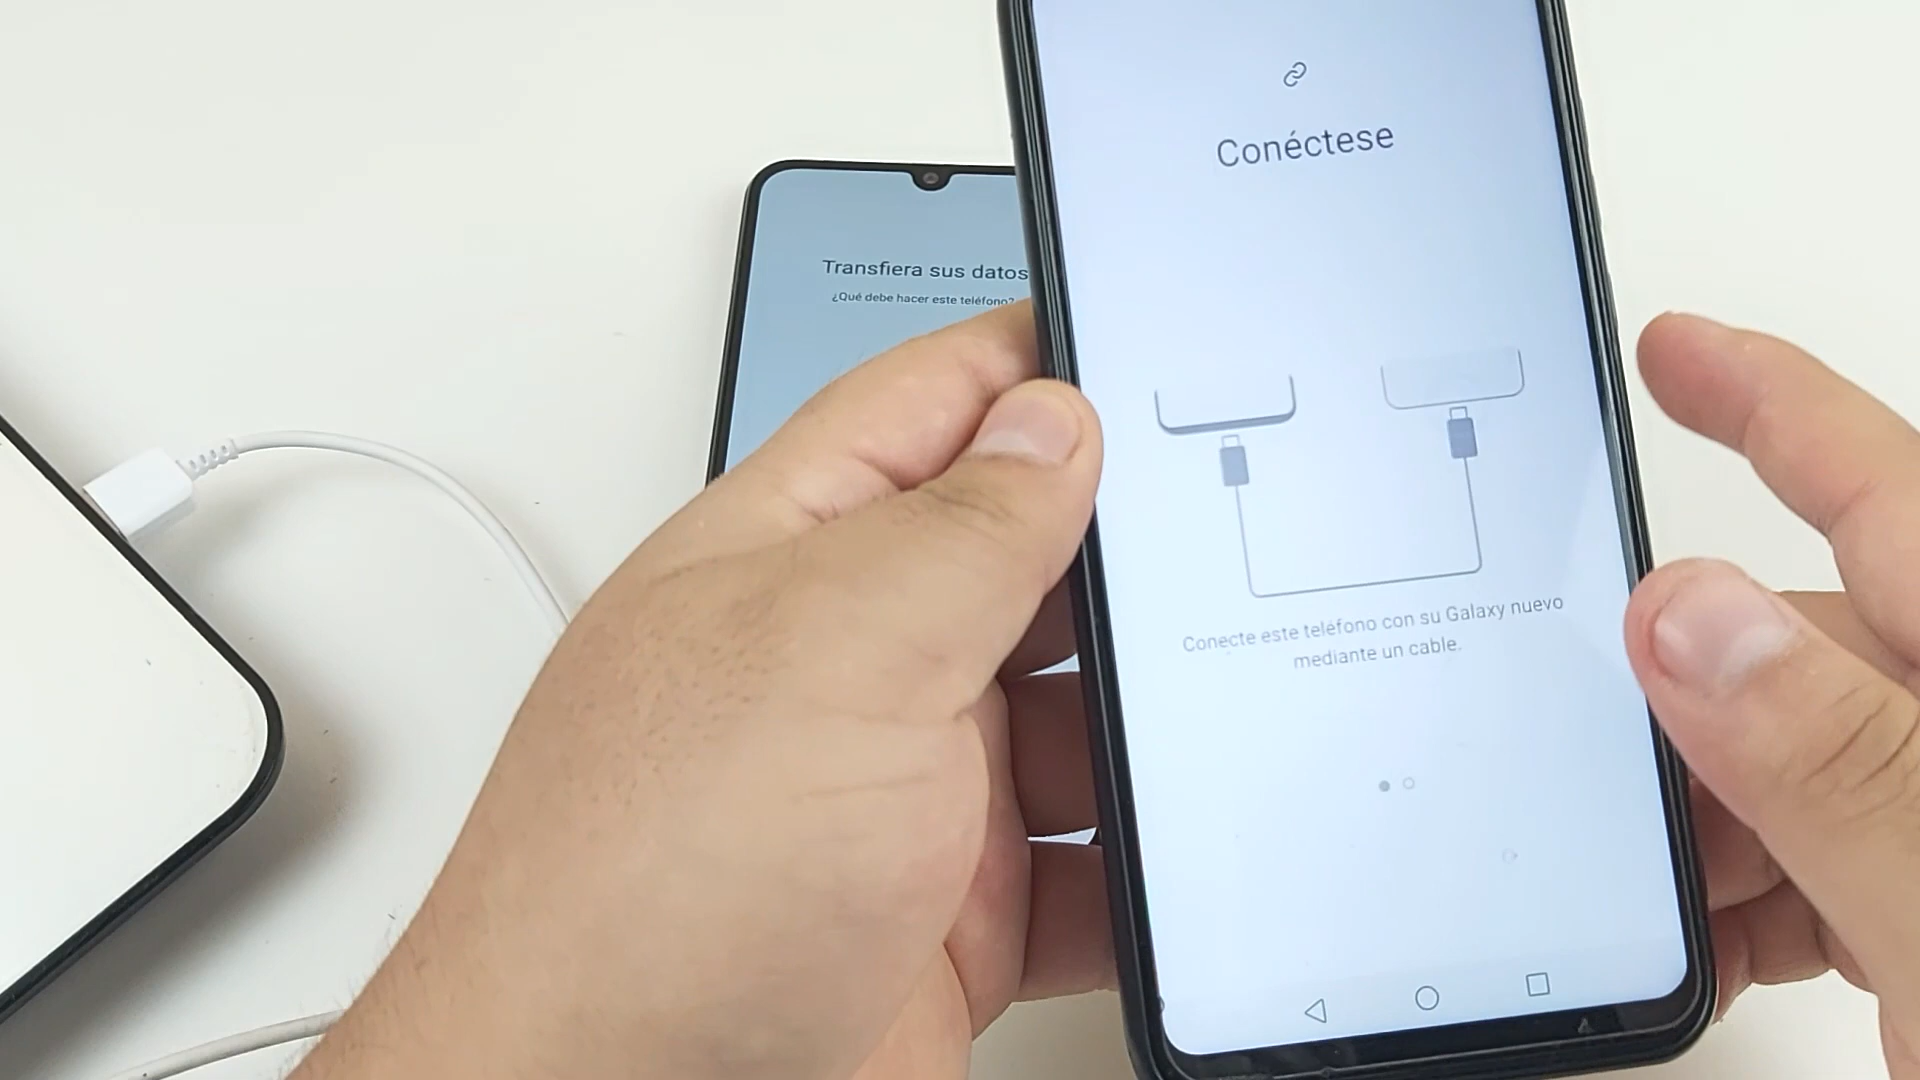 Conéctese
Transfiera sus datos
¿Qué debe hacer este teléfono?
Conecte este teléfono con su Galaxy nuevo
mediante un cable.